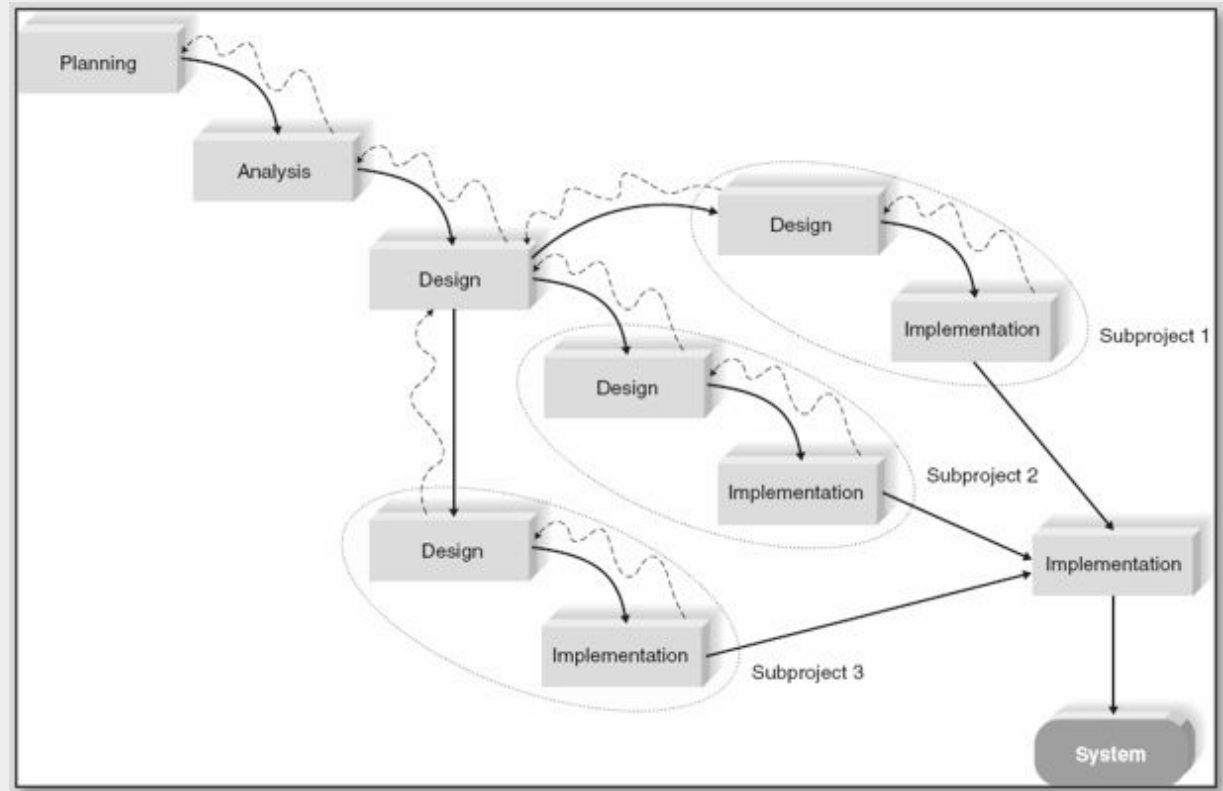 Planning
Analysis
Design
Design
Implementation
Subproject 1
Design
Implementation
Subproject 2
Design
Implementation
Subproject 3
Implementation
System